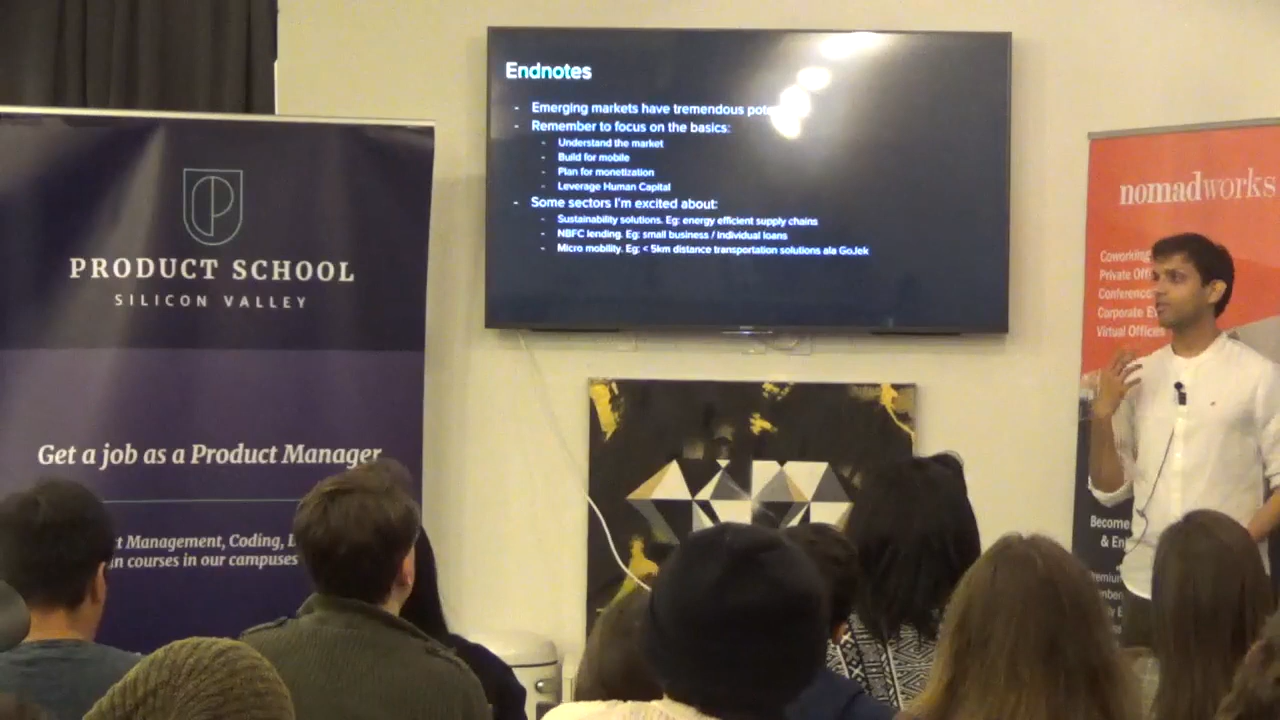 Endnotes
- Emerging markets have tremendous
- Remember to focus on the basics:
- Understand the market
- Build for mobile
- Plan for monetization
- Leverage Human Capital
- Some sectors I'm excited about:
- Sustainability solutions. Eg: energy efficient supply chains
- NBFC lending. Eg: small business / individual loans
- Micro mobility. Eg: < 5km distance transportation solutions ala GoJek
PRODUCT SCHOOL
SILICON VALLEY
Get a job as a Product Manager
Management, Coding,
in courses in our campuses
nomadworks
Coworking
Private
Conference
Corporate
Virtual Offices
Become
&